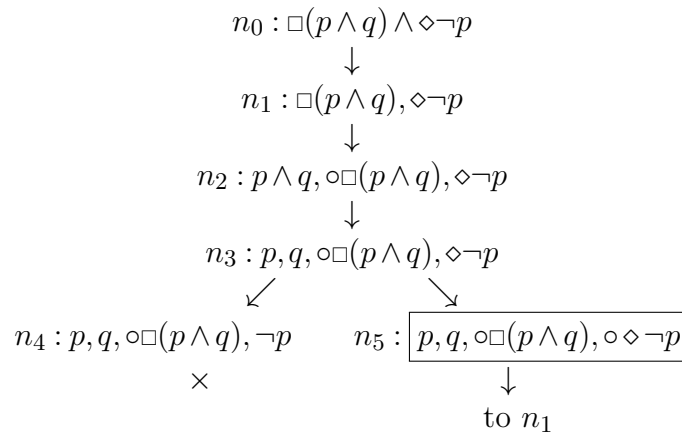 n₀ : □(p ∧ q) ∧ ◇¬p
↓
n₁ : □(p ∧ q), ◇¬p
↓
n₂ : p ∧ q, ○□(p ∧ q), ◇¬p
↓
n₃ : p, q, ○□(p ∧ q), ◇¬p
↙ ↘
n₄ : p, q, ○□(p ∧ q), ¬p n₅ : p, q, ○□(p ∧ q), ○◇¬p
× ↓
to n₁